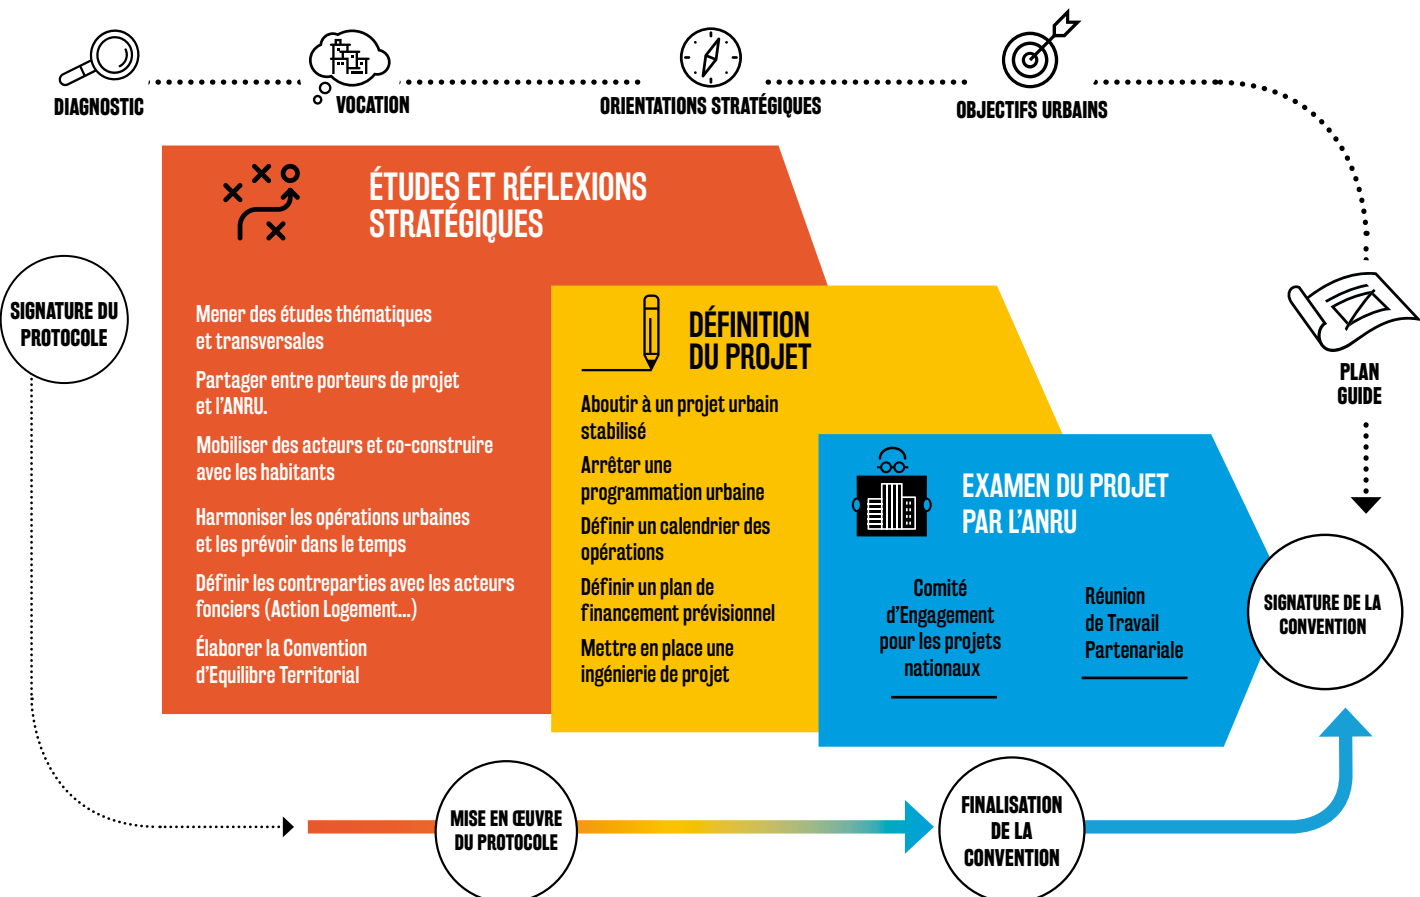 DIAGNOSTIC
VOCATION
ORIENTATIONS STRATÉGIQUES
OBJECTIFS URBAINS
ÉTUDES ET RÉFLEXIONS
STRATÉGIQUES
SIGNATURE DU
PROTOCOLE
Mener des études thématiques
et transversales
Partager entre porteurs de projet
et l'ANRU.
Mobiliser des acteurs et co-construire
avec les habitants
Harmoniser les opérations urbaines
et les prévoir dans le temps
Définir les contreparties avec les acteurs
fonciers (Action Logement...)
Élaborer la Convention
d'Equilibre Territorial
DÉFINITION
DU PROJET
Aboutir à un projet urbain
stabilisé
Arrêter une
programmation urbaine
Définir un calendrier des
opérations
Définir un plan de
financement prévisionnel
Mettre en place une
ingénierie de projet
EXAMEN DU PROJET
PAR L'ANRU
Comité
d'Engagement
pour les projets
nationaux
Réunion
de Travail
Partenariale
PLAN
GUIDE
SIGNATURE DE LA
CONVENTION
MISE EN ŒUVRE
DU PROTOCOLE
FINALISATION
DE LA
CONVENTION